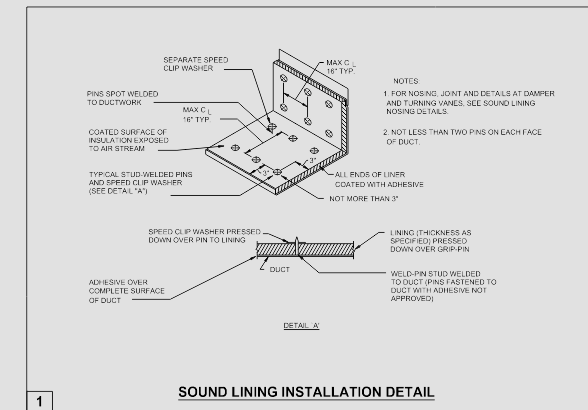 SEPARATE SPEED
CLIP WASHER
MAX C L
16" TYP.
PINS SPOT WELDED
TO DUCTWORK
MAX C L
16" TYP.
COATED SURFACE OF
INSULATION EXPOSED
TO AIR STREAM
TYPICAL STUD-WELDED PINS
AND SPEED CLIP WASHER
(SEE DETAIL "A")
3"
3"
ALL ENDS OF LINER
COATED WITH ADHESIVE
NOT MORE THAN 3"
NOTES:
1. FOR NOSING, JOINT AND DETAILS AT DAMPER
AND TURNING VANES, SEE SOUND LINING
NOSING DETAILS.
2. NOT LESS THAN TWO PINS ON EACH FACE
OF DUCT.
SPEED CLIP WASHER PRESSED
DOWN OVER PIN TO LINING
LINING (THICKNESS AS
SPECIFIED) PRESSED
DOWN OVER GRIP-PIN
DUCT
ADHESIVE OVER
COMPLETE SURFACE
OF DUCT
WELD-PIN STUD WELDED
TO DUCT (PINS FASTENED TO
DUCT WITH ADHESIVE NOT
APPROVED)
DETAIL 'A'
1
SOUND LINING INSTALLATION DETAIL